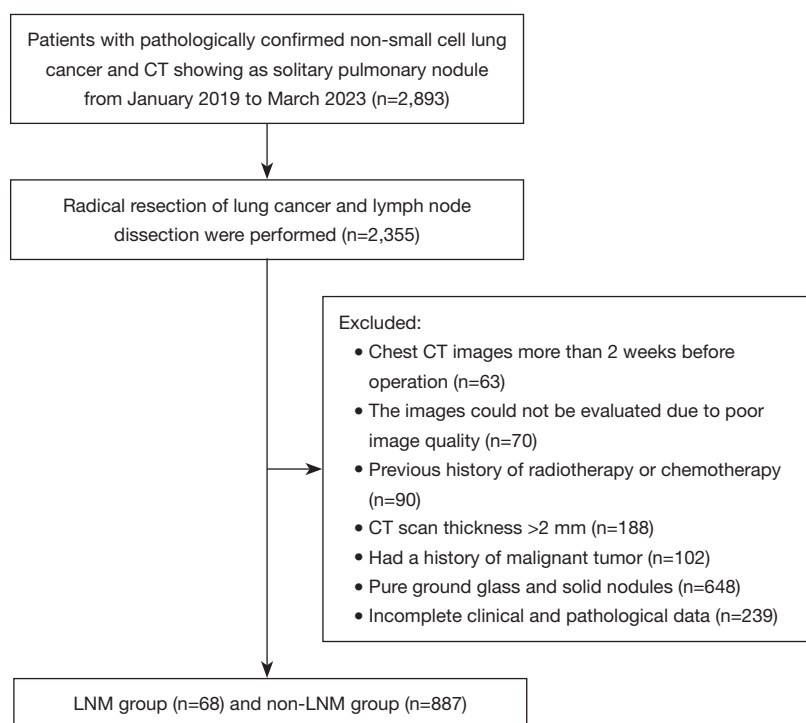 Patients with pathologically confirmed non-small cell lung
cancer and CT showing as solitary pulmonary nodule
from January 2019 to March 2023 (n=2,893)
Radical resection of lung cancer and lymph node
dissection were performed (n=2,355)
Excluded:
• Chest CT images more than 2 weeks before
operation (n=63)
• The images could not be evaluated due to poor
image quality (n=70)
• Previous history of radiotherapy or chemotherapy
(n=90)
• CT scan thickness >2 mm (n=188)
• Had a history of malignant tumor (n=102)
• Pure ground glass and solid nodules (n=648)
• Incomplete clinical and pathological data (n=239)
LNM group (n=68) and non-LNM group (n=887)